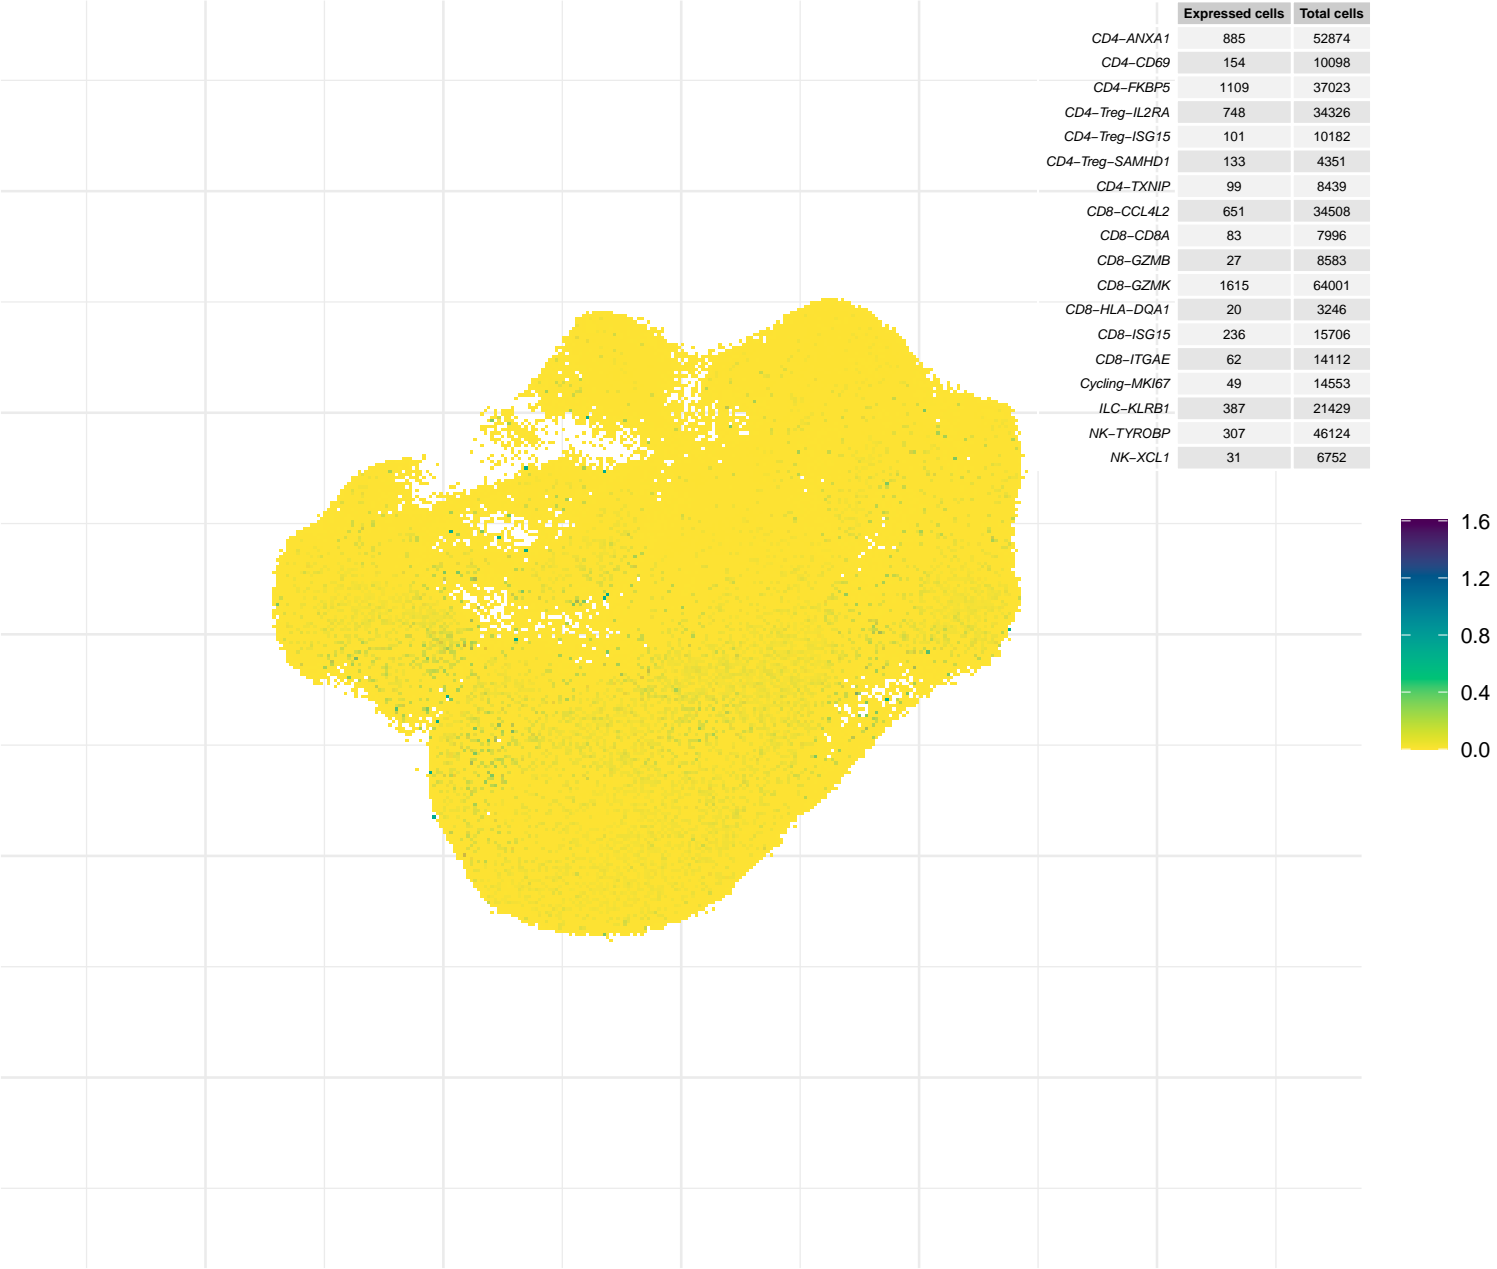 Expressed cells Total cells
CD4−ANXA1 885 52874
CD4−CD69 154 10098
CD4−FKBP5 1109 37023
CD4−Treg−IL2RA 748 34326
CD4−Treg−ISG15 101 10182
CD4−Treg−SAMHD1 133 4351
CD4−TXNIP 99 8439
CD8−CCL4L2 651 34508
CD8−CD8A 83 7996
CD8−GZMB 27 8583
CD8−GZMK 1615 64001
CD8−HLA−DQA1 20 3246
CD8−ISG15 236 15706
CD8−ITGAE 62 14112
Cycling−MKI67 49 14553
ILC−KLRB1 387 21429
NK−TYROBP 307 46124
NK−XCL1 31 6752
1.6
1.2
0.8
0.4
0.0